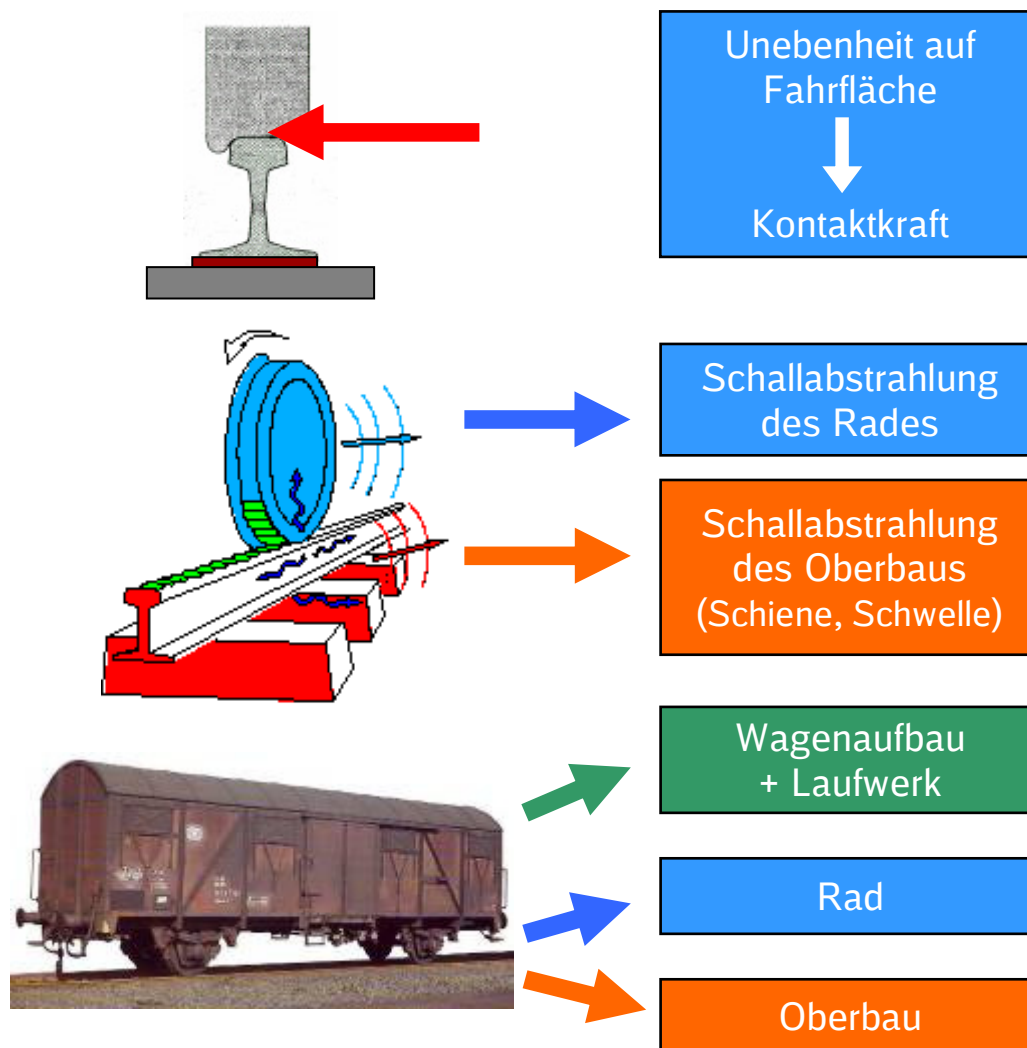 Unebenheit auf
Fahrfläche
Kontaktkraft
Schallabstrahlung
des Rades
Schallabstrahlung
des Oberbaus
(Schiene, Schwelle)
Wagenaufbau
+ Laufwerk
Rad
Oberbau